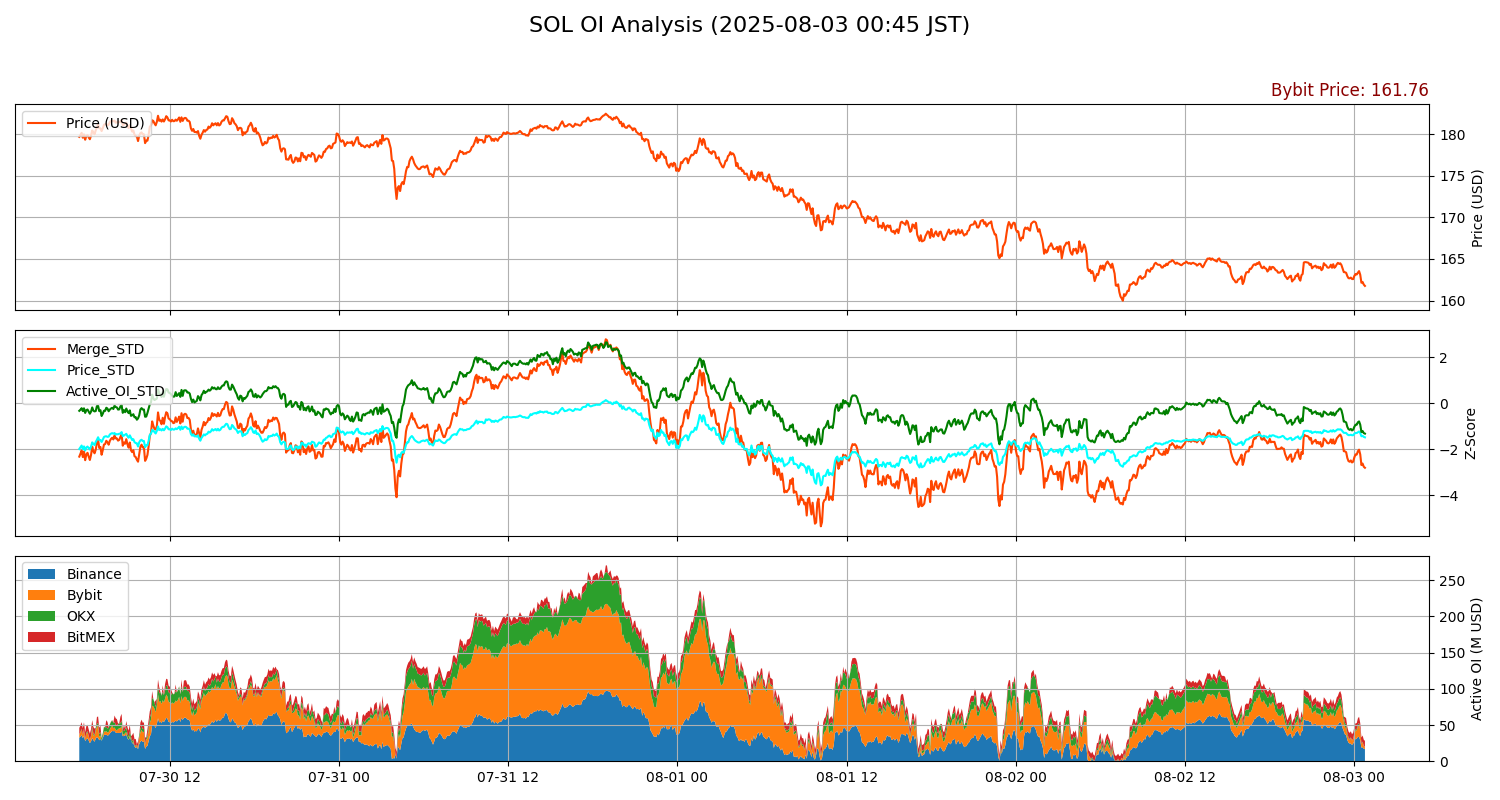 SOL OI Analysis (2025-08-03 00:45 JST)
Bybit Price: 161.76
Price (USD)
180
175
170
165
160
Price (USD)
Merge_STD
Price_STD
Active_OI_STD
2
0
−2
−4
Z-Score
Binance
Bybit
OKX
BitMEX
250
200
150
100
50
0
Active OI (M USD)
07-30 12
07-31 00
07-31 12
08-01 00
08-01 12
08-02 00
08-02 12
08-03 00